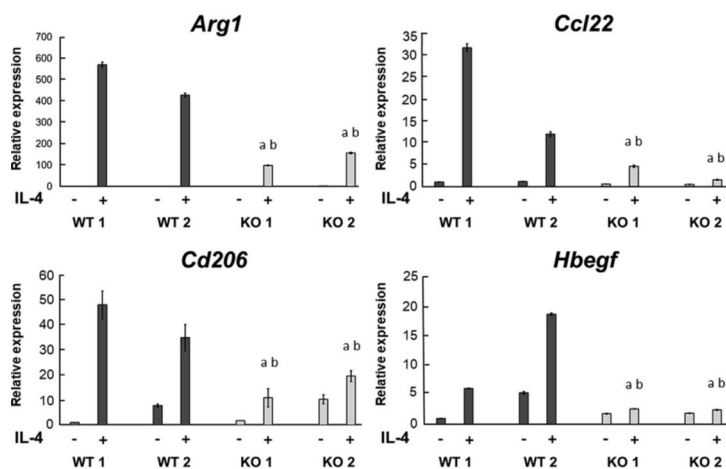 Arg1
Relative expression
700
600
500
400
300
200
100
0
a b
a b
IL-4 - + - + - + - +
WT 1 WT 2 KO 1 KO 2
Ccl22
Relative expression
35
30
25
20
15
10
5
0
a b
a b
IL-4 - + - + - + - +
WT 1 WT 2 KO 1 KO 2
Cd206
Relative expression
60
50
40
30
20
10
0
a b
a b
IL-4 - + - + - + - +
WT 1 WT 2 KO 1 KO 2
Hbegf
Relative expression
25
20
15
10
5
0
a b
a b
IL-4 - + - + - + - +
WT 1 WT 2 KO 1 KO 2